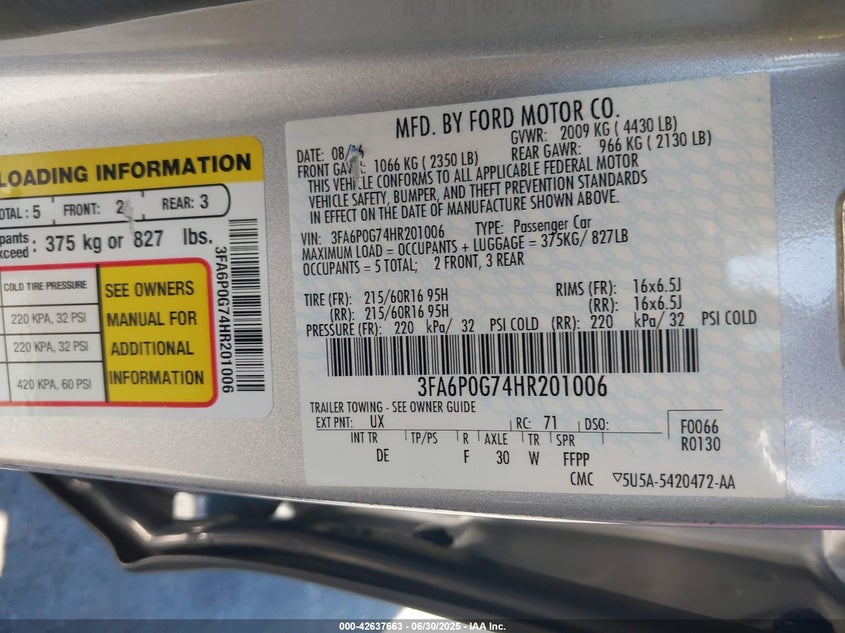 LOADING INFORMATION
TOTAL: 5 FRONT: 2 REAR: 3
375 kg or 827 lbs.
COLD TIRE PRESSURE
220 KPA, 32 PSI
220 KPA, 32 PSI
420 KPA, 60 PSI
SEE OWNERS
MANUAL FOR
ADDITIONAL
INFORMATION
3FA6P0G74HR201006
MFD. BY FORD MOTOR CO.
DATE: 08/ GVWR: 2009 KG ( 4430 LB)
FRONT GAWR: 1066 KG ( 2350 LB) REAR GAWR: 966 KG ( 2130 LB)
THIS VEHICLE CONFORMS TO ALL APPLICABLE FEDERAL MOTOR
VEHICLE SAFETY, BUMPER, AND THEFT PREVENTION STANDARDS
IN EFFECT ON THE DATE OF MANUFACTURE SHOWN ABOVE.
VIN: 3FA6P0G74HR201006 TYPE: Passenger Car
MAXIMUM LOAD = OCCUPANTS + LUGGAGE = 375KG/ 827LB
OCCUPANTS = 5 TOTAL; 2 FRONT, 3 REAR
TIRE (FR): 215/60R16 95H RIMS (FR): 16x6.5J
(RR): 215/60R16 95H (RR): 16x6.5J
PRESSURE (FR): 220 kPa/ 32 PSI COLD (RR): 220 kPa/ 32 PSI COLD
3FA6P0G74HR201006
TRAILER TOWING - SEE OWNER GUIDE
EXT PNT: UX RC: 71 DSO: F0066
INT TR TP/PS R AXLE TR SPR R0130
DE F 30 W FFPP
CMC ▽5U5A-5420472-AA
000-42637663 - 06/30/2025 - IAA Inc.